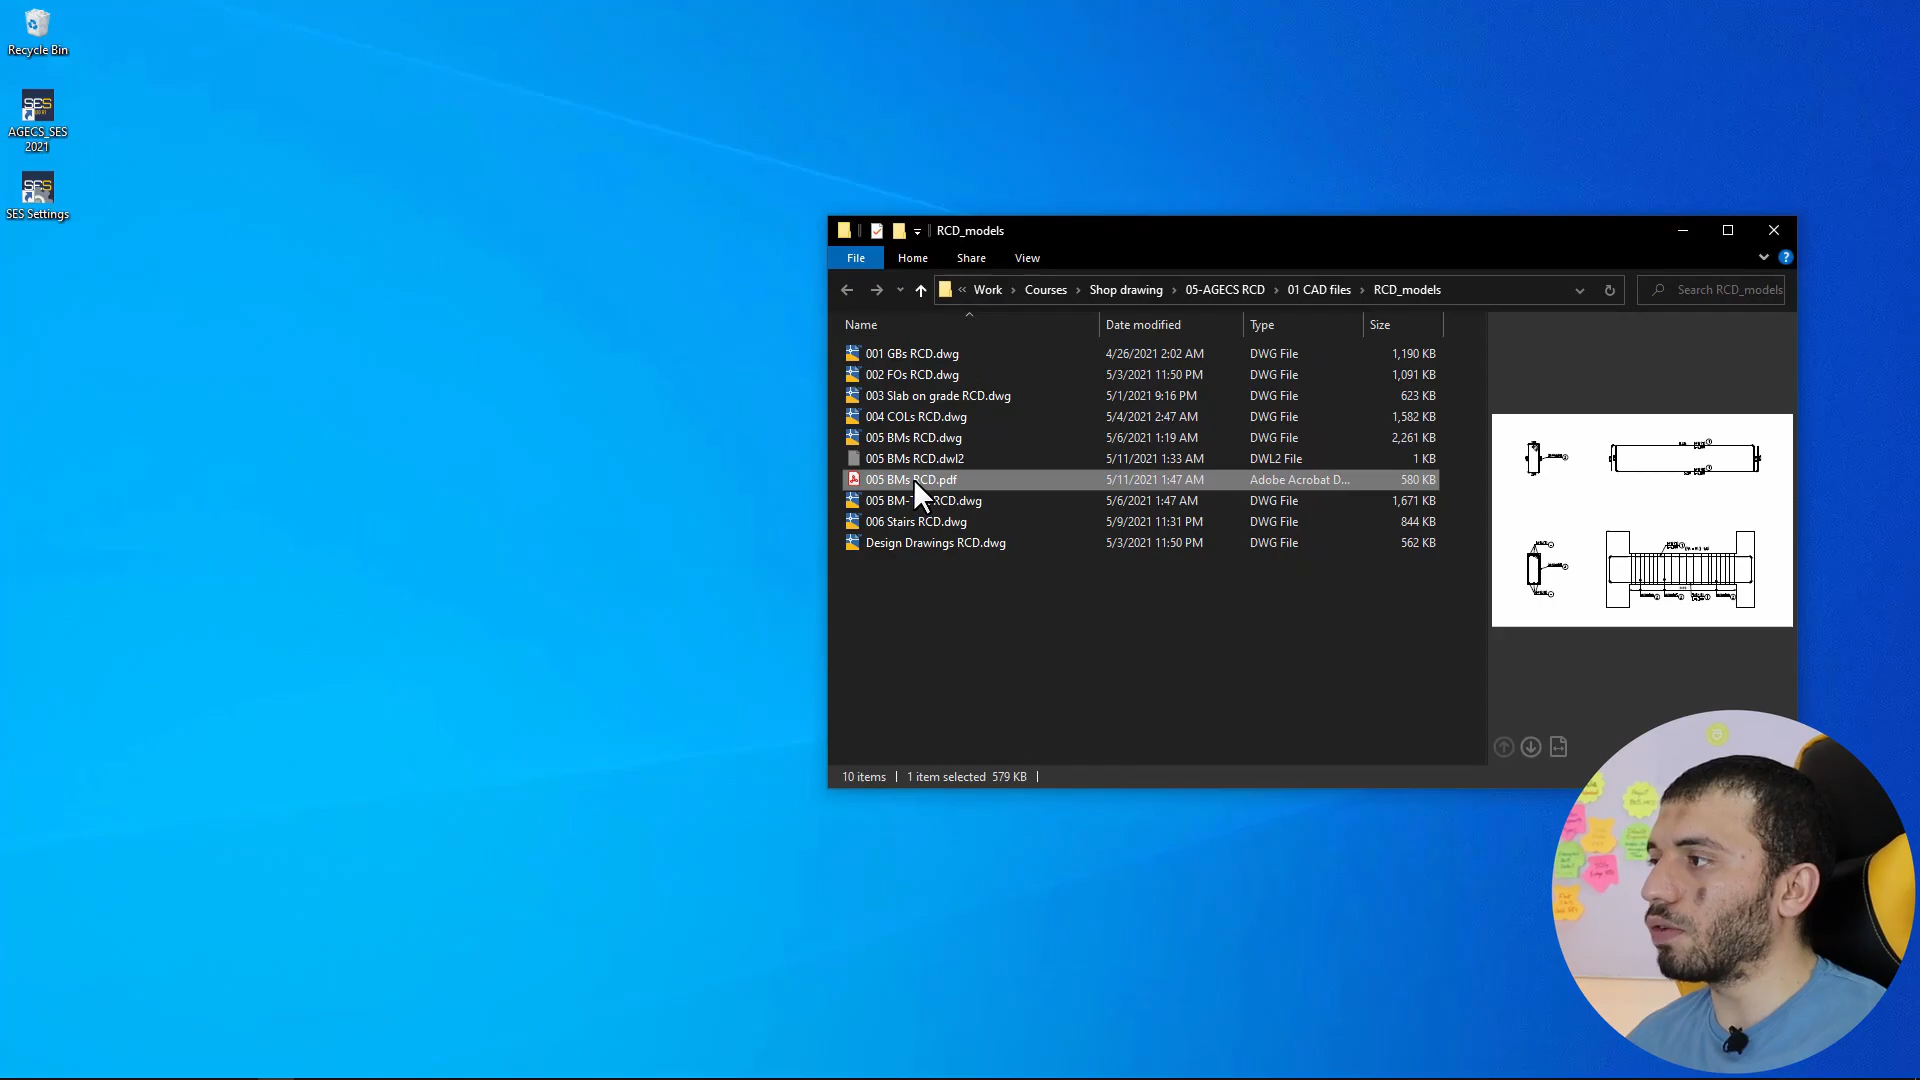 Recycle Bin
SES
AGECS_SES
2021
SES
SES Settings
RCD_models
File Home Share View
« Work > Courses > Shop drawing > 05-AGECS RCD > 01 CAD files > RCD_models
Search RCD_models
Name Date modified Type Size
001 GBs RCD.dwg 4/26/2021 2:02 AM DWG File 1,190 KB
002 FOs RCD.dwg 5/3/2021 11:50 PM DWG File 1,091 KB
003 Slab on grade RCD.dwg 5/1/2021 9:16 PM DWG File 623 KB
004 COLs RCD.dwg 5/4/2021 2:47 AM DWG File 1,582 KB
005 BMs RCD.dwg 5/6/2021 1:19 AM DWG File 2,261 KB
005 BMs RCD.dwl2 5/11/2021 1:33 AM DWL2 File 1 KB
005 BMs RCD.pdf 5/11/2021 1:47 AM Adobe Acrobat D... 580 KB
005 BM- RCD.dwg 5/6/2021 1:47 AM DWG File 1,671 KB
006 Stairs RCD.dwg 5/9/2021 11:31 PM DWG File 844 KB
Design Drawings RCD.dwg 5/3/2021 11:50 PM DWG File 562 KB
10 items 1 item selected 579 KB